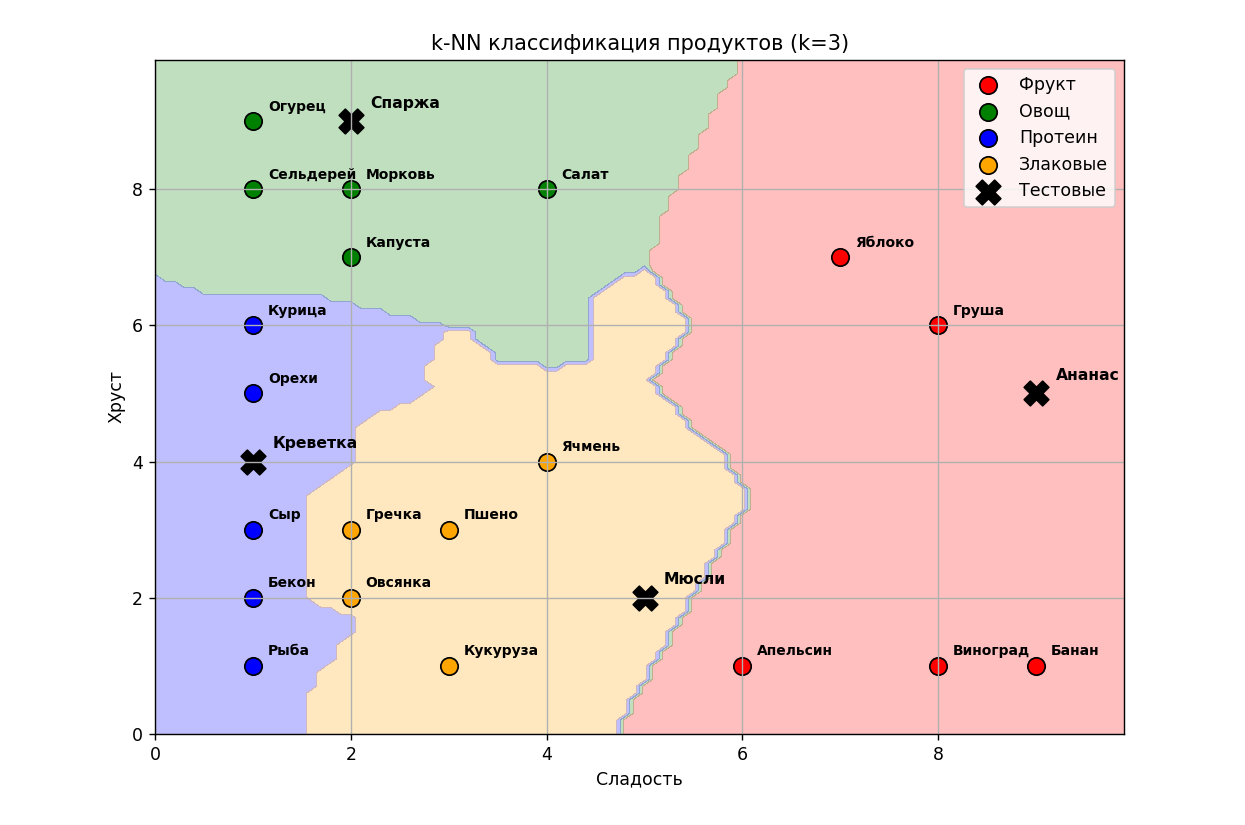 k-NN классификация продуктов (k=3)
Фрукт
Овощ
Протеин
Злаковые
Тестовые
Огурец
Спаржа
Сельдерей
Морковь
Салат
Капуста
Яблоко
Курица
Груша
Орехи
Ананас
Креветка
Ячмень
Сыр
Гречка
Пшено
Бекон
Овсянка
Мюсли
Рыба
Кукуруза
Апельсин
Виноград
Банан
8
6
4
2
0
Хруст
0 2 4 6 8
Сладость